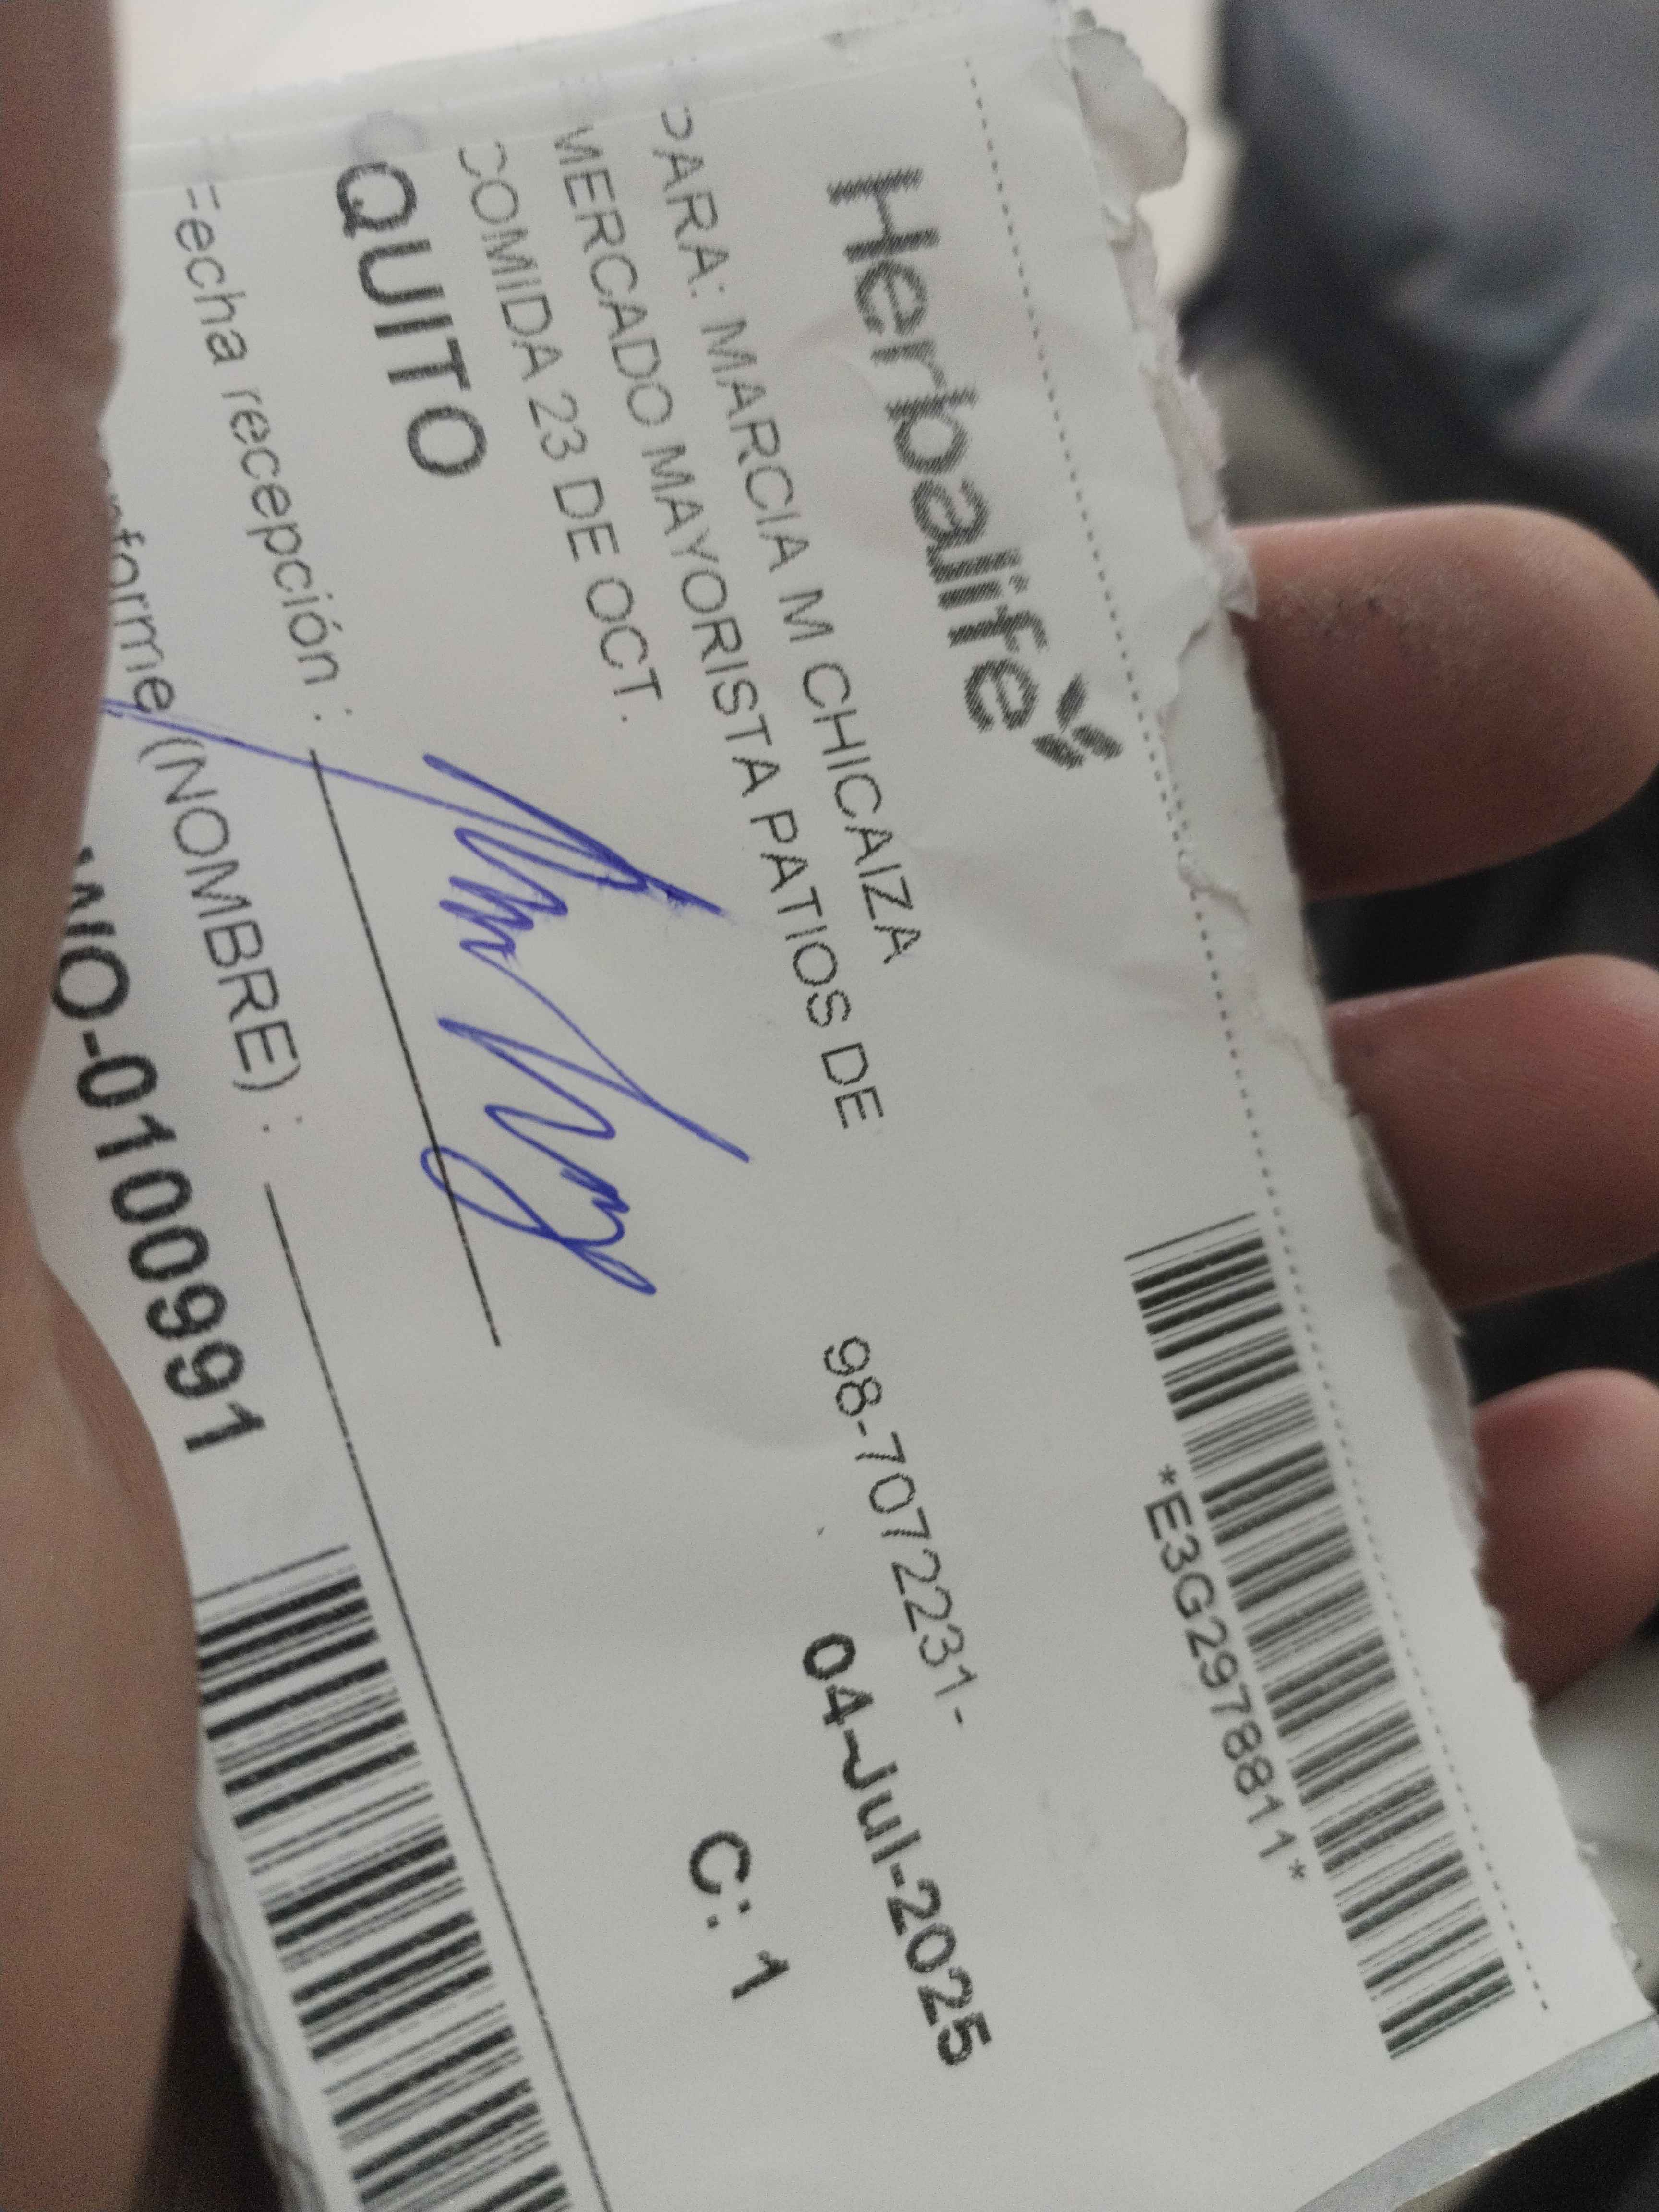 *E3G297881 1*
Herbalife
98-7072231-
PARA: MARCIA M CHICAIZA
04-Jul-2025
MERCADO MAYORISTA PATIOS DE
COMIDA 23 DE OCT.
C: 1
QUITO
Fecha recepción :
(NOMBRE) :
WO-0100991